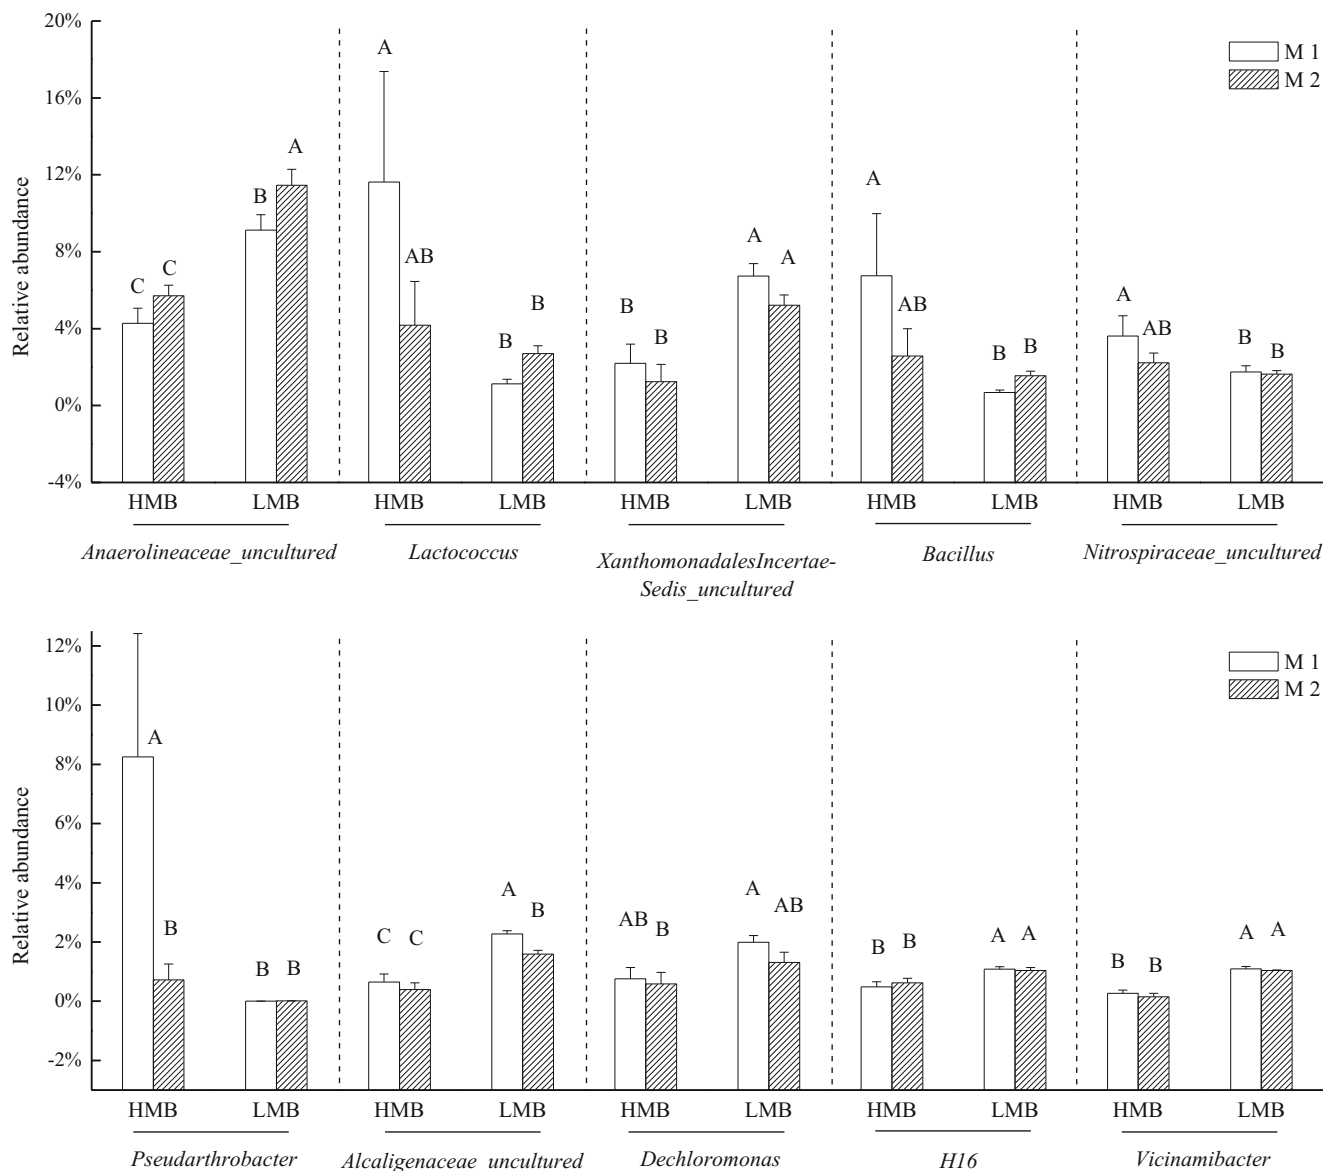 20%
16%
12%
8%
4%
0%
-4%
Relative abundance
M 1
M 2
C C B A
A AB B B
B B A A
A AB B B
A AB B B
HMB LMB HMB LMB HMB LMB HMB LMB HMB LMB
Anaerolineaceae_uncultured
Lactococcus
XanthomonadalesIncertae-
Sedis_uncultured
Bacillus
Nitrospiraceae_uncultured
12%
10%
8%
6%
4%
2%
0%
-2%
Relative abundance
M 1
M 2
A B B B
C C A B
AB B A AB
B B A A
B B A A
HMB LMB HMB LMB HMB LMB HMB LMB HMB LMB
Pseudarthrobacter
Alcaligenaceae_uncultured
Dechloromonas
H16
Vicinamibacter